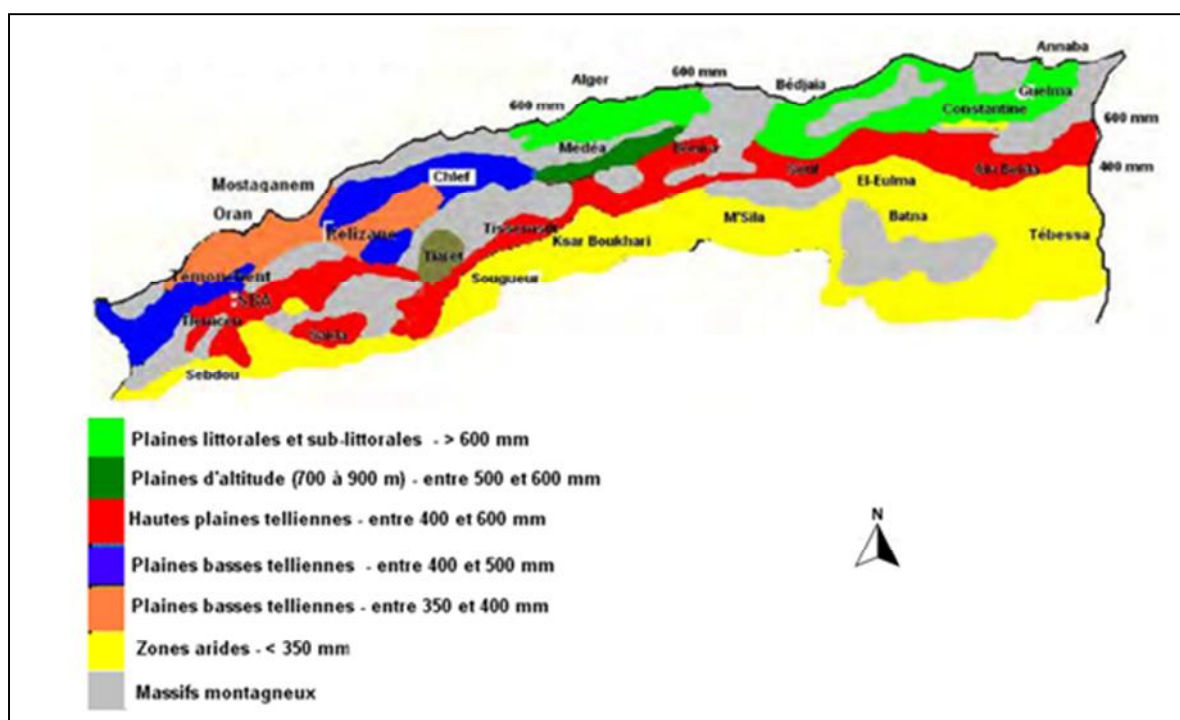 Annaba
600 mm
Alger
Bédjaia
Guelma
600 mm
Constantine
600 mm
Médéa
400 mm
Chlef
Setif
El-Eulma
Mostaganem
Oran
Batna
M'Sila
Relizane
Ksar Boukhari
Tébessa
Tiaret
Sougueur
Temouchent
SBA
Tlemcen
Saida
Sebdou
Plaines littorales et sub-littorales - > 600 mm
Plaines d'altitude (700 à 900 m) - entre 500 et 600 mm
Hautes plaines telliennes - entre 400 et 600 mm
N
Plaines basses telliennes - entre 400 et 500 mm
Plaines basses telliennes - entre 350 et 400 mm
Zones arides - < 350 mm
Massifs montagneux